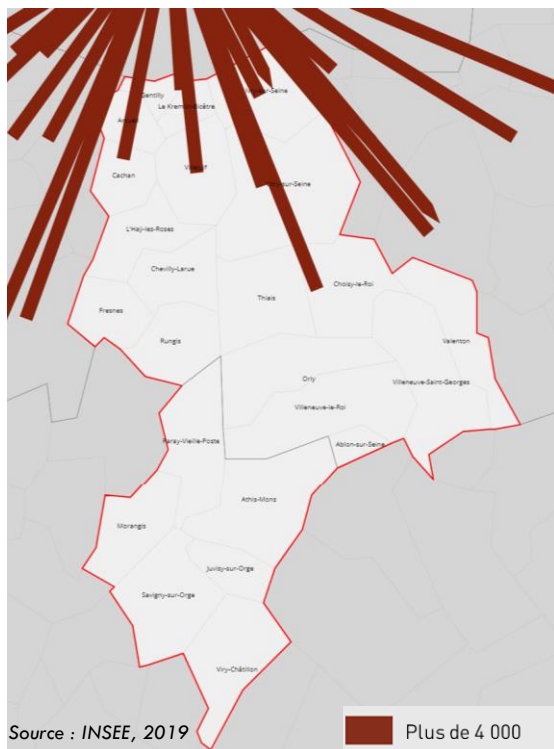 Gentilly
Le Kremlin-Bicêtre
Cachan
L'Haÿ-les-Roses
Chevilly-Larue
Thiais
Choisy-le-Roi
Fresnes
Rungis
Valenton
Orly
Villeneuve-Saint-Georges
Villeneuve-le-Roi
Ablon-sur-Seine
Paray-Vieille-Poste
Athis-Mons
Morangis
Juvisy-sur-Orge
Savigny-sur-Orge
Viry-Châtillon
Source : INSEE, 2019
Plus de 4 000